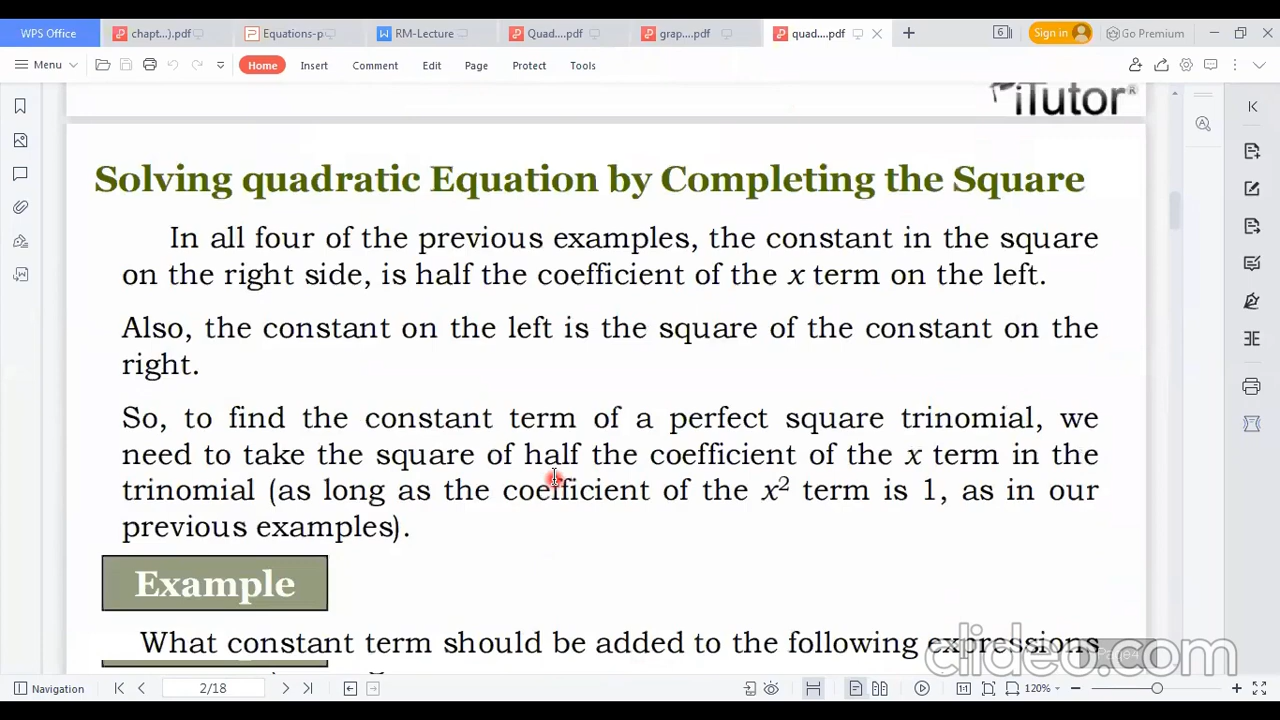 WPS Office
chapt...).pdf
Equations-p
RM-Lecture
Quad....pdf
grap....pdf
quad....pdf
6
Sign in
Go Premium
Menu
Home
Insert
Comment
Edit
Page
Protect
Tools
iTutor®
Solving quadratic Equation by Completing the Square
In all four of the previous examples, the constant in the square
on the right side, is half the coefficient of the x term on the left.
Also, the constant on the left is the square of the constant on the
right.
So, to find the constant term of a perfect square trinomial, we
need to take the square of half the coefficient of the x term in the
trinomial (as long as the coefficient of the x² term is 1, as in our
previous examples).
Example
What constant term should be added to the following expressions
clideo.com
Navigation
2/18
120%